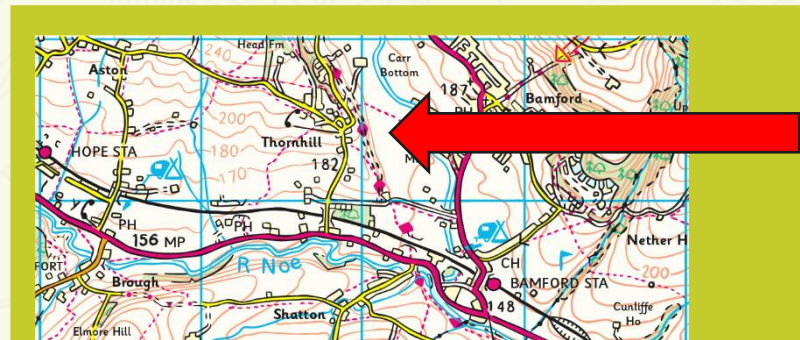 240
Head Fm
Carr
Bottom
Aston
187
PH
Bamford
Up
200
Thornhill
HOPE STA
180
170
182
M
PH
156 MP
PH
R Noe
Nether H
FORT
CH
200
Brough
BAMFORD STA
Cunliffe
Ho
148
Shatton
Elmore Hill